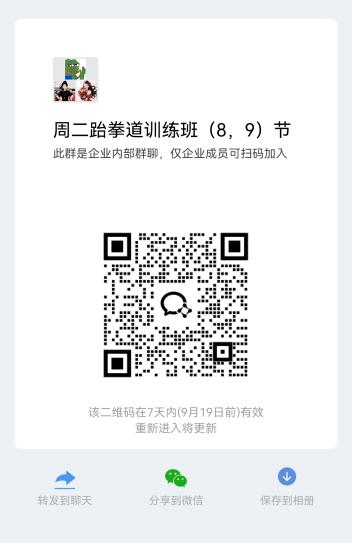 周二跆拳道训练班（8，9）节
此群是企业内部群聊，仅企业成员可扫码加入
该二维码在7天内(9月19日前)有效
重新进入将更新
转发到聊天
分享到微信
保存到相册